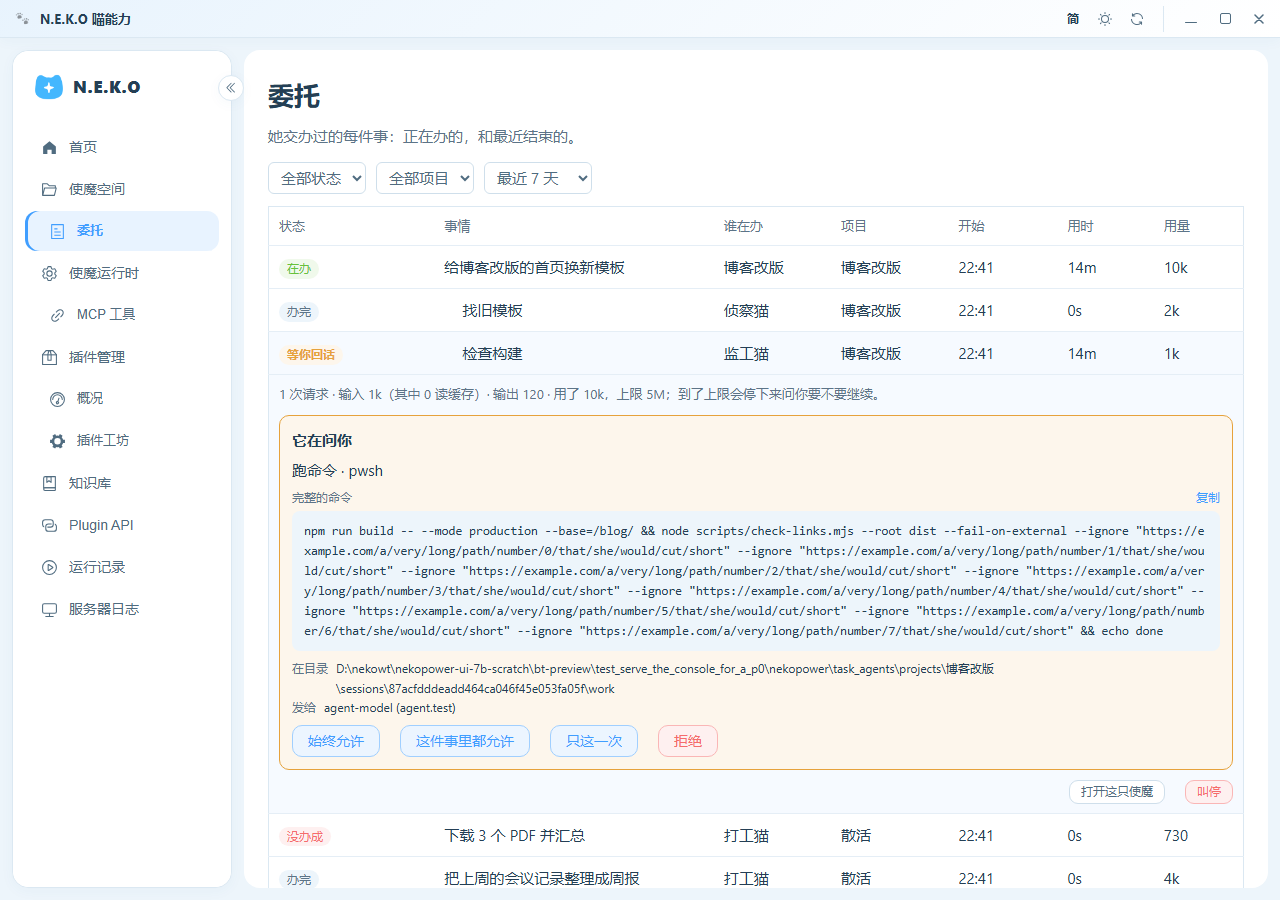 N.E.K.O 喵能力
简
N.E.K.O
首页
使魔空间
委托
使魔运行时
MCP 工具
插件管理
概况
插件工坊
知识库
Plugin API
运行记录
服务器日志
委托
她交办过的每件事：正在办的，和最近结束的。
全部状态 全部项目 最近 7 天
状态 事情 谁在办 项目 开始 用时 用量
在办 给博客改版的首页换新模板 博客改版 博客改版 22:41 14m 10k
办完 找旧模板 侦察猫 博客改版 22:41 0s 2k
等你回话 检查构建 监工猫 博客改版 22:41 14m 1k
1 次请求 · 输入 1k（其中 0 读缓存）· 输出 120 · 用了 10k，上限 5M；到了上限会停下来问你要不要继续。
它在问你
跑命令 · pwsh
完整的命令 复制
npm run build -- --mode production --base=/blog/ && node scripts/check-links.mjs --root dist --fail-on-external --ignore "https://e
xample.com/a/very/long/path/number/0/that/she/would/cut/short" --ignore "https://example.com/a/very/long/path/number/1/that/she/wou
ld/cut/short" --ignore "https://example.com/a/very/long/path/number/2/that/she/would/cut/short" --ignore "https://example.com/a/ver
y/long/path/number/3/that/she/would/cut/short" --ignore "https://example.com/a/very/long/path/number/4/that/she/would/cut/short" --
ignore "https://example.com/a/very/long/path/number/5/that/she/would/cut/short" --ignore "https://example.com/a/very/long/path/numb
er/6/that/she/would/cut/short" --ignore "https://example.com/a/very/long/path/number/7/that/she/would/cut/short" && echo done
在目录 D:\nekowt\nekopower-ui-7b-scratch\bt-preview\test_serve_the_console_for_a_p0\nekopower\task_agents\projects\博客改版
\sessions\87acfdddeadd464ca046f45e053fa05f\work
发给 agent-model (agent.test)
始终允许 这件事里都允许 只这一次 拒绝
打开这只使魔 叫停
没办成 下载 3 个 PDF 并汇总 打工猫 散活 22:41 0s 730
办完 把上周的会议记录整理成周报 打工猫 散活 22:41 0s 4k